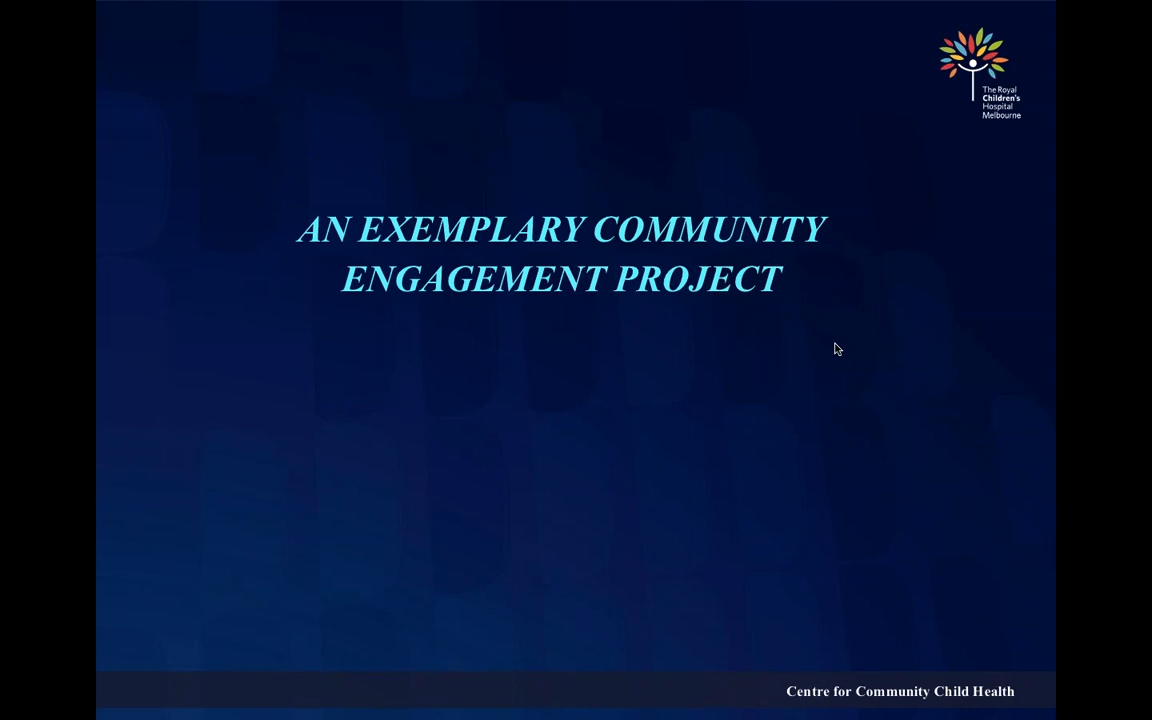 The Royal
Children's
Hospital
Melbourne
AN EXEMPLARY COMMUNITY
ENGAGEMENT PROJECT
Centre for Community Child Health